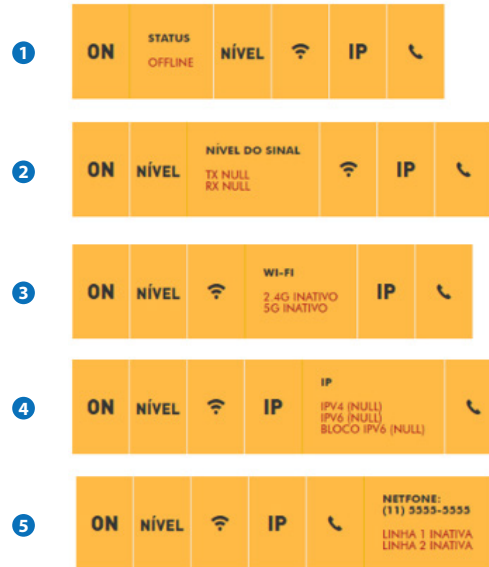 1
ON
STATUS
OFFLINE
NÍVEL
IP
2
ON
NÍVEL
NÍVEL DO SINAL
TX NULL
RX NULL
IP
3
ON
NÍVEL
WI-FI
2.4G INATIVO
5G INATIVO
IP
4
ON
NÍVEL
IP
IP
IPV4 (NULL)
IPV6 (NULL)
BLOCO IPV6 (NULL)
5
ON
NÍVEL
IP
NETFONE:
(11) 5555-5555
LINHA 1 INATIVA
LINHA 2 INATIVA